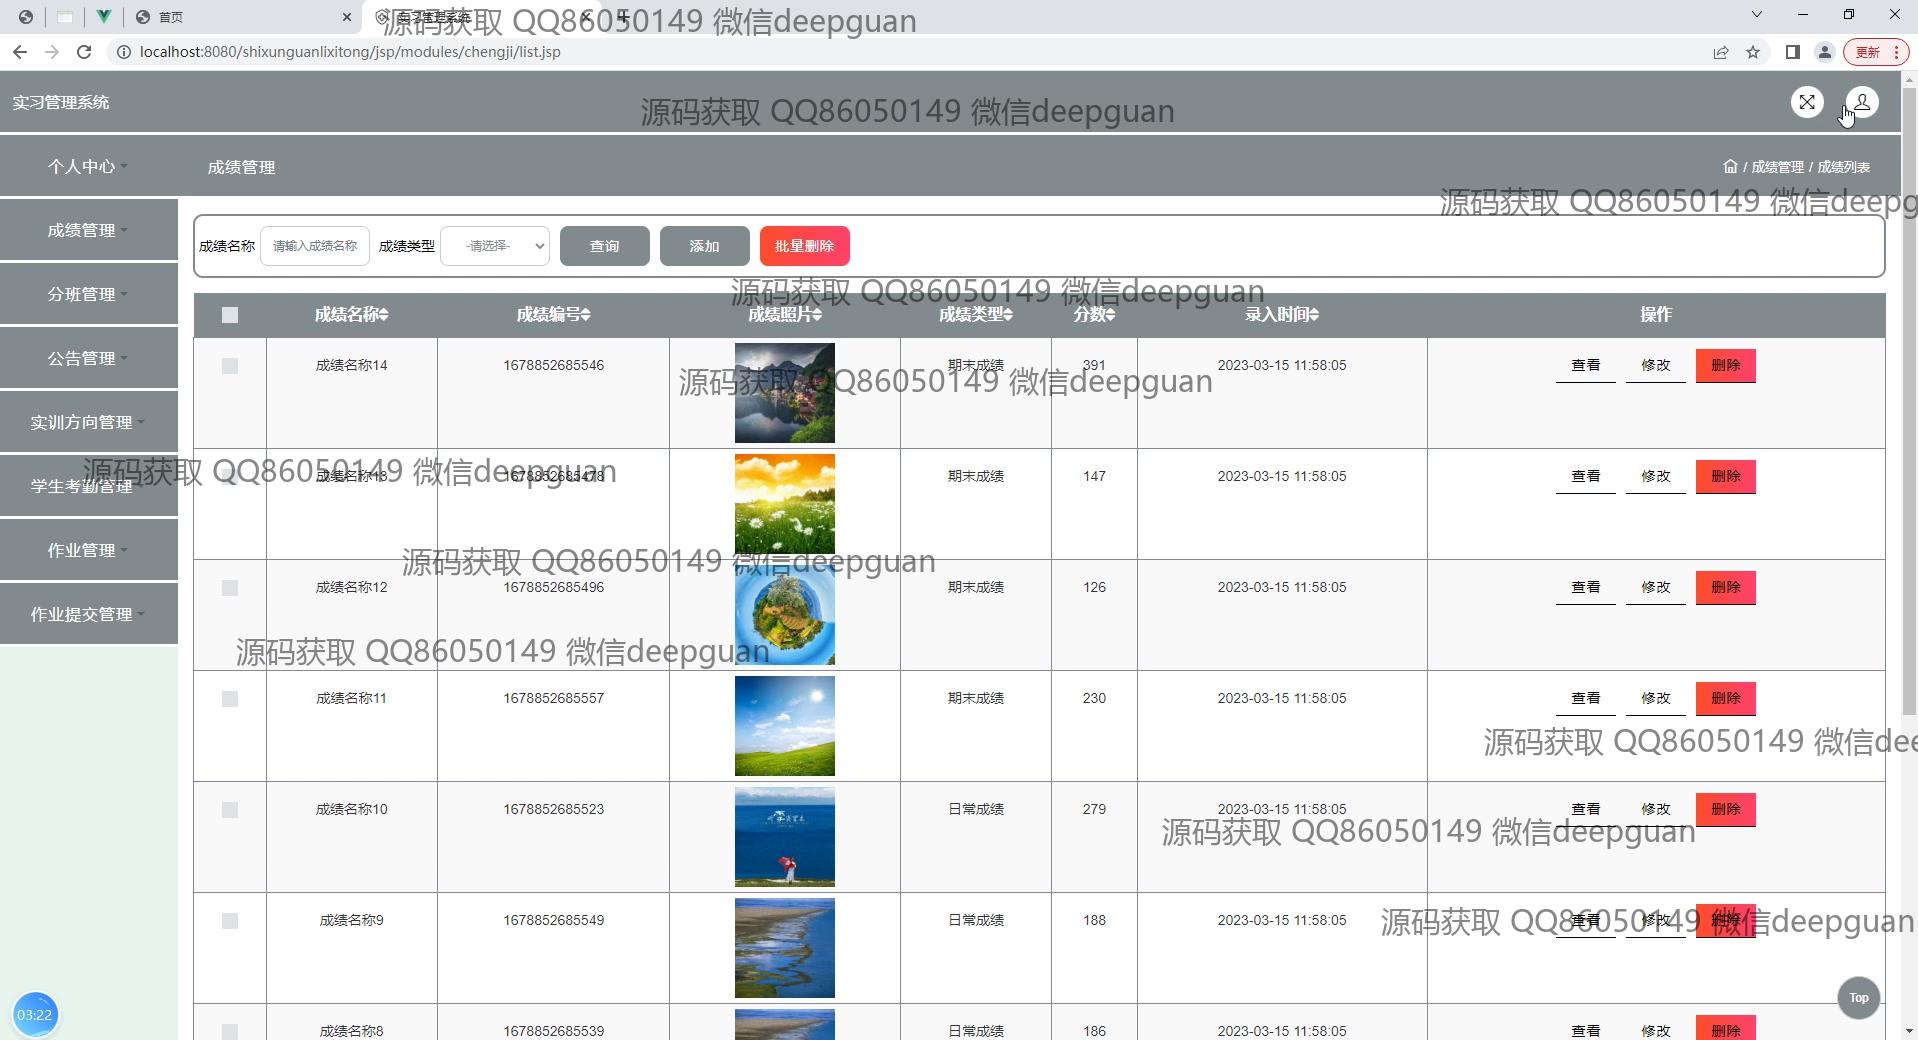 首页
实习管理系统
localhost:8080/shixunguanlixitong/jsp/modules/chengji/list.jsp
更新
源码获取 QQ86050149 微信deepguan
实习管理系统
源码获取 QQ86050149 微信deepguan
个人中心
成绩管理
/ 成绩管理 / 成绩列表
源码获取 QQ86050149 微信deepg
成绩管理
分班管理
公告管理
实训方向管理
学生考勤管理
作业管理
作业提交管理
成绩名称 请输入成绩名称 成绩类型 -请选择- 查询 添加 批量删除
源码获取 QQ86050149 微信deepguan
成绩名称 成绩编号 成绩照片 成绩类型 分数 录入时间 操作
成绩名称14 1678852685546 期末成绩 391 2023-03-15 11:58:05 查看 修改 删除
源码获取 QQ86050149 微信deepguan
成绩名称13 1678852685478 期末成绩 147 2023-03-15 11:58:05 查看 修改 删除
源码获取 QQ86050149 微信deepguan
源码获取 QQ86050149 微信deepguan
成绩名称12 1678852685496 期末成绩 126 2023-03-15 11:58:05 查看 修改 删除
源码获取 QQ86050149 微信deepguan
成绩名称11 1678852685557 期末成绩 230 2023-03-15 11:58:05 查看 修改 删除
源码获取 QQ86050149 微信dee
成绩名称10 1678852685523 日常成绩 279 2023-03-15 11:58:05 查看 修改 删除
源码获取 QQ86050149 微信deepguan
成绩名称9 1678852685549 日常成绩 188 2023-03-15 11:58:05 查看 修改 删除
源码获取 QQ86050149 微信deepguan
成绩名称8 1678852685539 日常成绩 186 2023-03-15 11:58:05 查看 修改 删除
Top
03:22